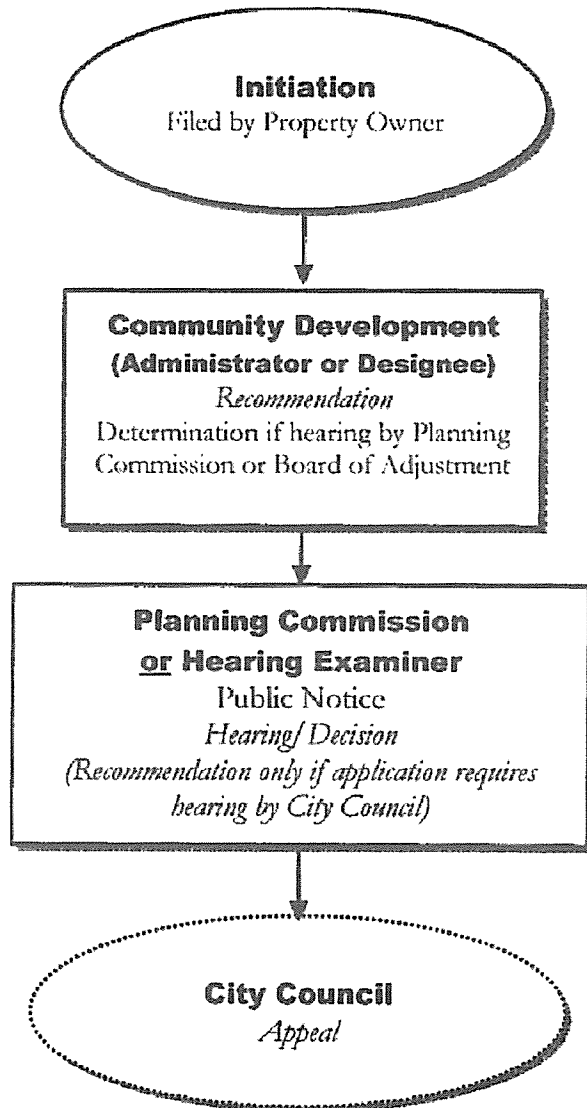 Initiation
Filed by Property Owner
Community Development
(Administrator or Designee)
Recommendation
Determination if hearing by Planning
Commission or Board of Adjustment
Planning Commission
or Hearing Examiner
Public Notice
Hearing/Decision
(Recommendation only if application requires
hearing by City Council)
City Council
Appeal